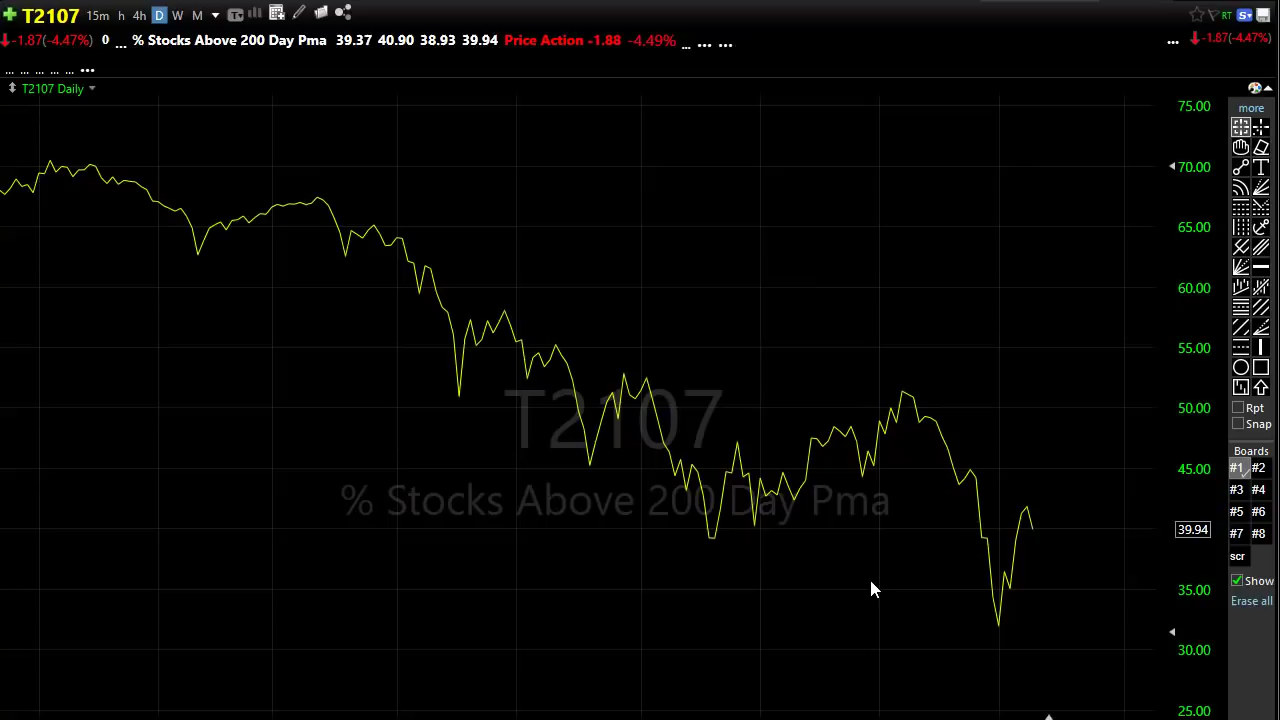 T2107 15m h 4h D W M T RT S
-1.87(-4.47%) 0 ... % Stocks Above 200 Day Pma 39.37 40.90 38.93 39.94 Price Action -1.88 -4.49% ... ... ... ... -1.87(-4.47%)
... ... ... ... ... ...
T2107 Daily
more
75.00
70.00
65.00
60.00
55.00
50.00
45.00
39.94
35.00
30.00
25.00
T2107
% Stocks Above 200 Day Pma
T
Rpt
Snap
Boards
#1 #2
#3 #4
#5 #6
#7 #8
scr
Show
Erase all